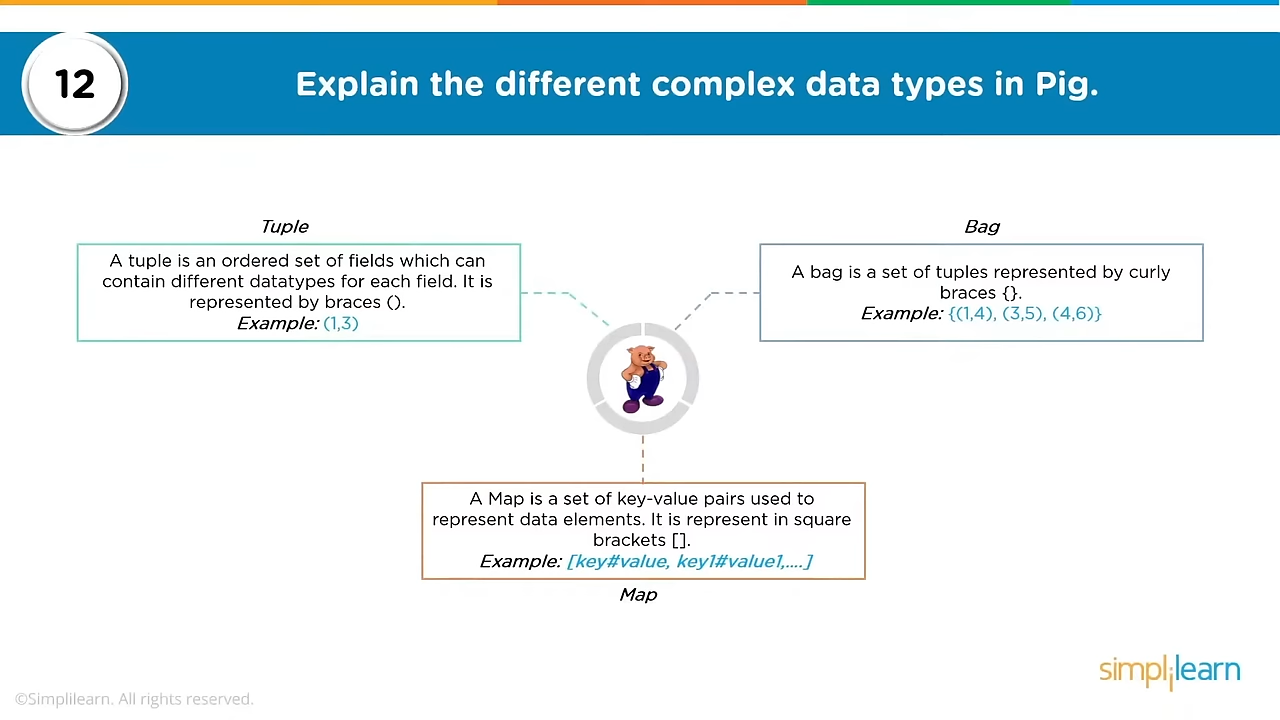 12
Explain the different complex data types in Pig.
Tuple
A tuple is an ordered set of fields which can
contain different datatypes for each field. It is
represented by braces ().
Example: (1,3)
Bag
A bag is a set of tuples represented by curly
braces {}.
Example: {(1,4), (3,5), (4,6)}
A Map is a set of key-value pairs used to
represent data elements. It is represent in square
brackets [].
Example: [key#value, key1#value1,....]
Map
simplilearn
©Simplilearn. All rights reserved.